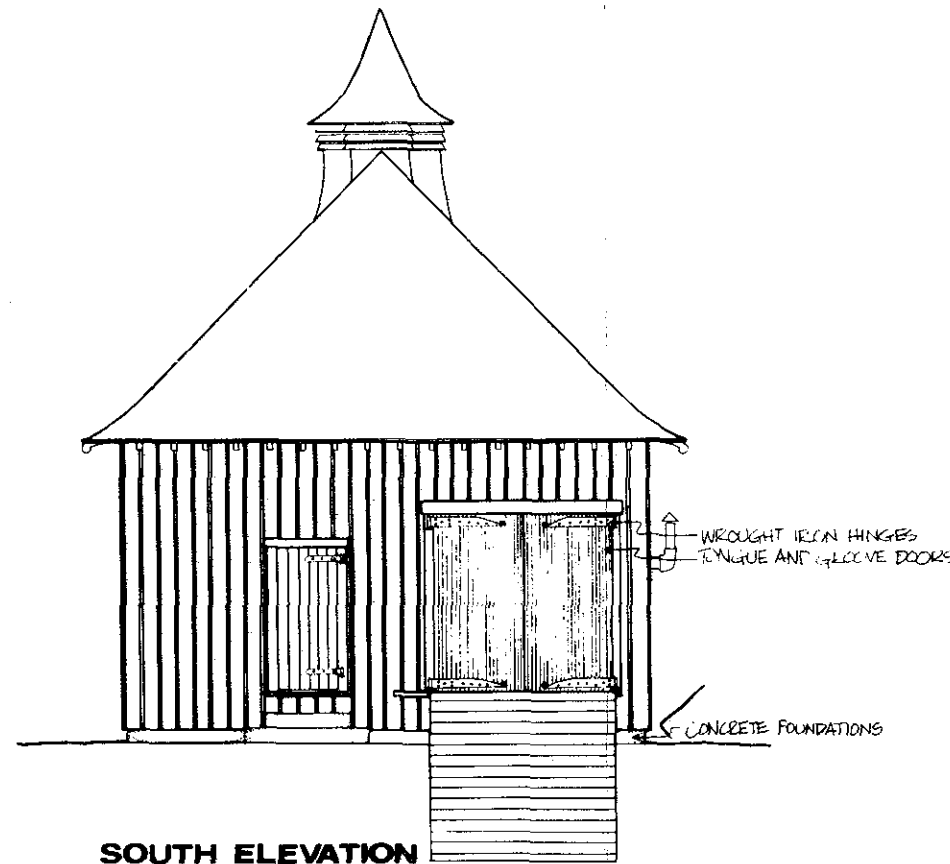 WROUGHT IRON HINGES
TONGUE AND GROOVE DOORS
CONCRETE FOUNDATIONS
SOUTH ELEVATION